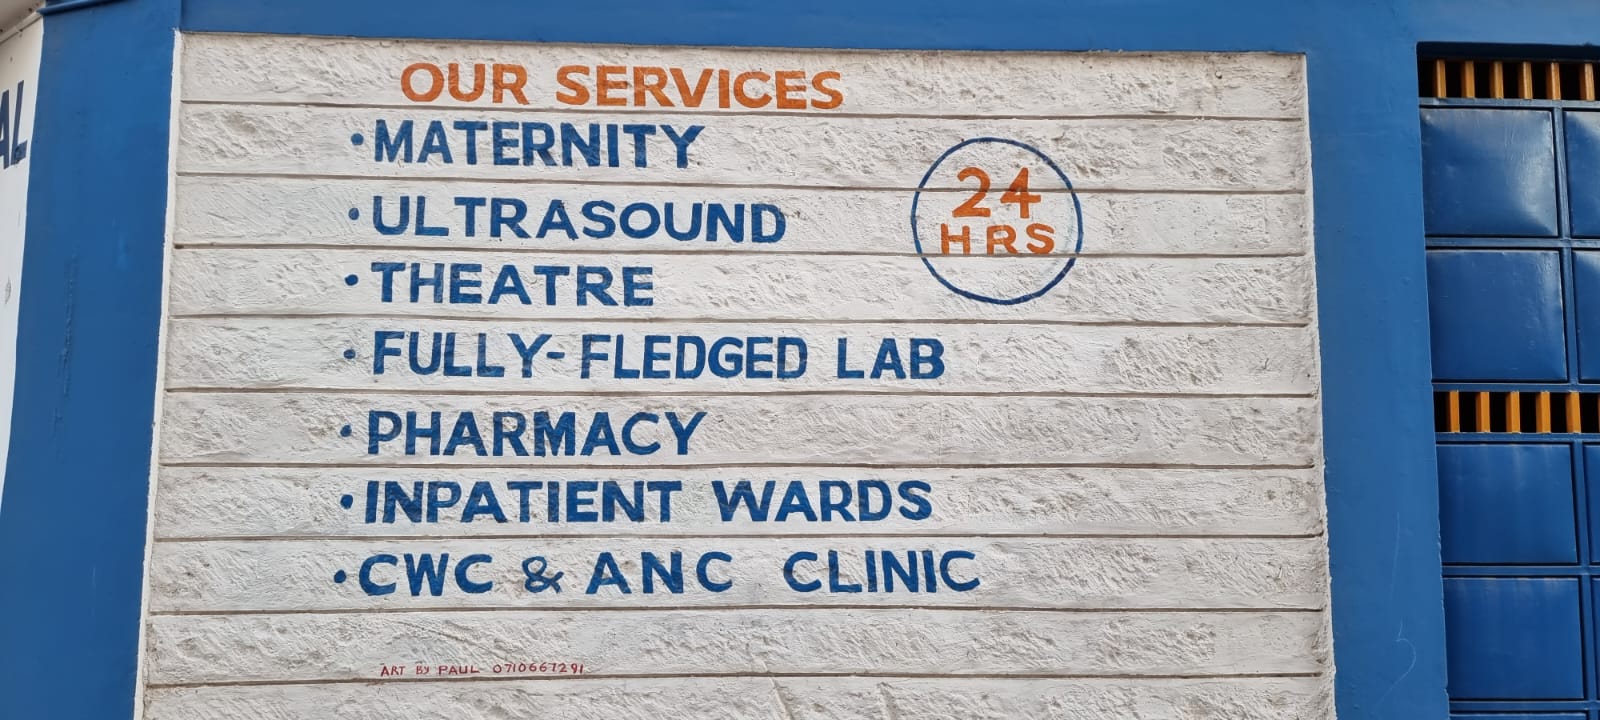 OUR SERVICES
• MATERNITY
• ULTRASOUND
• THEATRE
• FULLY-FLEDGED LAB
• PHARMACY
• INPATIENT WARDS
• CWC & ANC CLINIC
24
HRS
ART BY PAUL 0710667291
AL